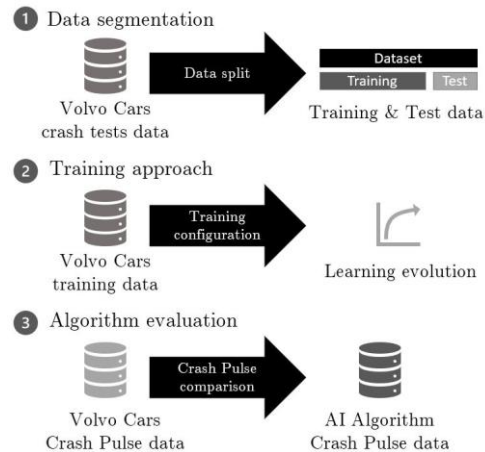 1 Data segmentation
Data split
Dataset
Training Test
Volvo Cars
crash tests data
Training & Test data
2 Training approach
Training
configuration
Volvo Cars
training data
Learning evolution
3 Algorithm evaluation
Crash Pulse
comparison
Volvo Cars
Crash Pulse data
AI Algorithm
Crash Pulse data